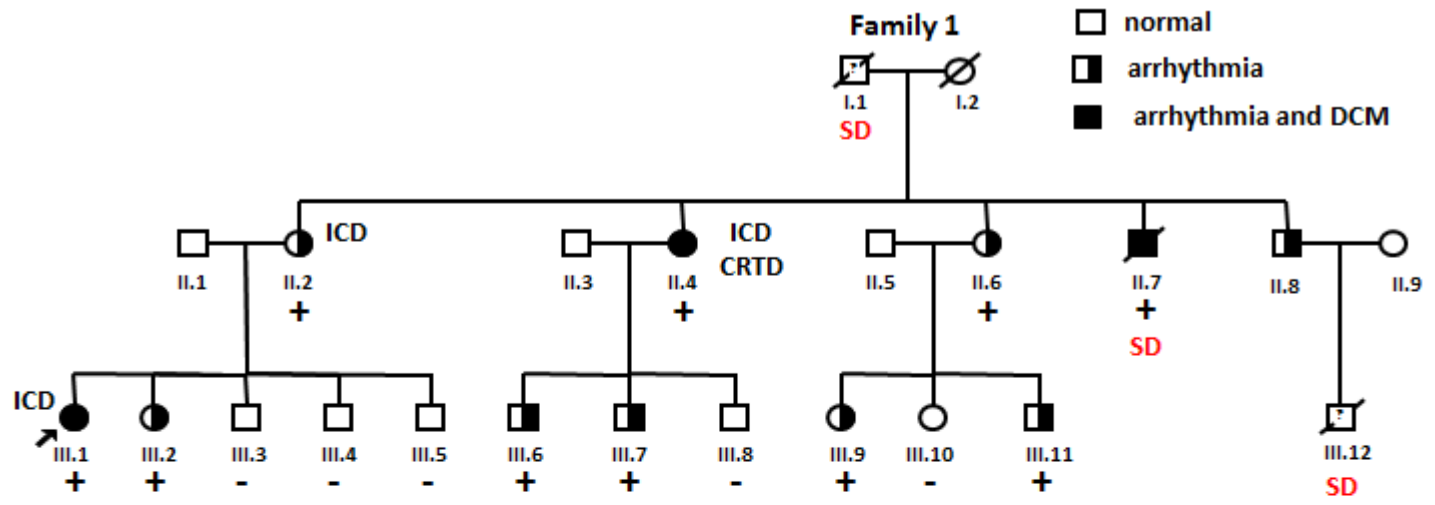 Family 1
normal
arrhythmia
arrhythmia and DCM
? 
I.1 I.2
SD
ICD ICD
CRTD
II.1 II.2 II.3 II.4 II.5 II.6 II.7 II.8 II.9
+ + + +
SD
ICD ?
III.1 III.2 III.3 III.4 III.5 III.6 III.7 III.8 III.9 III.10 III.11 III.12
+ + - - - + + - + - +
SD